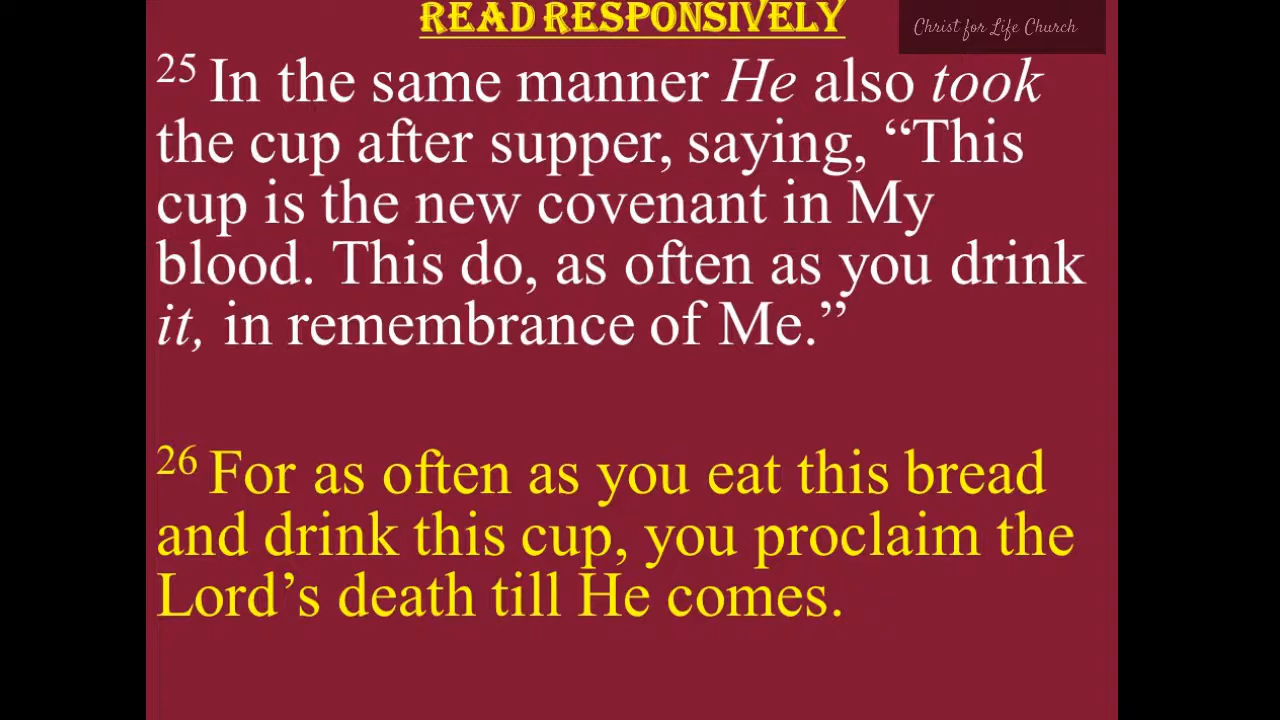 READ RESPONSIVELY
Christ for Life Church
25 In the same manner He also took
the cup after supper, saying, “This
cup is the new covenant in My
blood. This do, as often as you drink
it, in remembrance of Me.”
26 For as often as you eat this bread
and drink this cup, you proclaim the
Lord’s death till He comes.